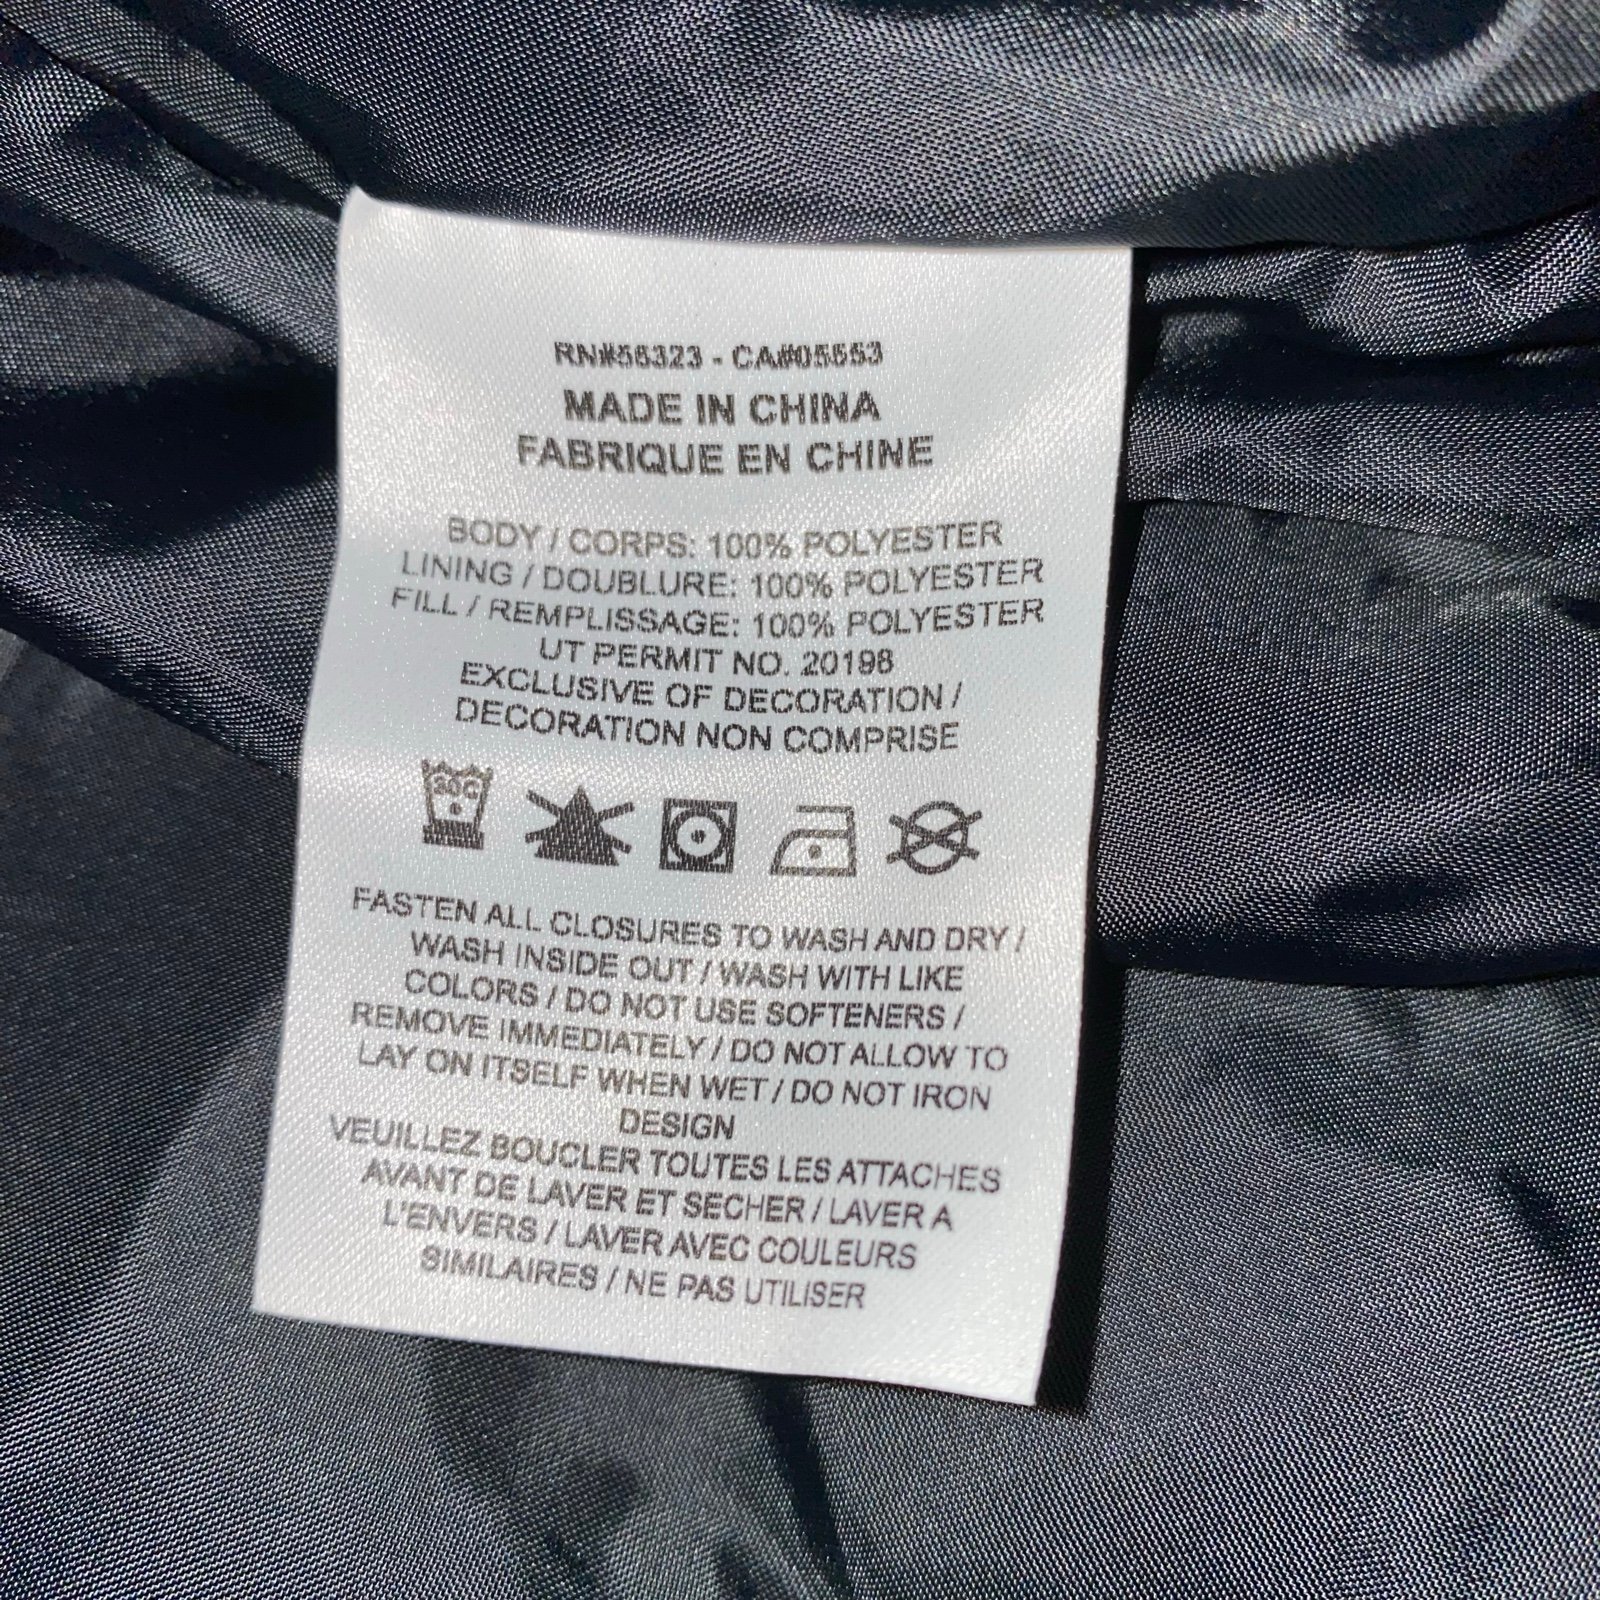 RN#56323 - CA#05553
MADE IN CHINA
FABRIQUE EN CHINE
BODY / CORPS: 100% POLYESTER
LINING / DOUBLURE: 100% POLYESTER
FILL / REMPLISSAGE: 100% POLYESTER
UT PERMIT NO. 20198
EXCLUSIVE OF DECORATION /
DECORATION NON COMPRISE
30C
FASTEN ALL CLOSURES TO WASH AND DRY /
WASH INSIDE OUT / WASH WITH LIKE
COLORS / DO NOT USE SOFTENERS /
REMOVE IMMEDIATELY / DO NOT ALLOW TO
LAY ON ITSELF WHEN WET / DO NOT IRON
DESIGN
VEUILLEZ BOUCLER TOUTES LES ATTACHES
AVANT DE LAVER ET SECHER / LAVER A
L'ENVERS / LAVER AVEC COULEURS
SIMILAIRES / NE PAS UTILISER